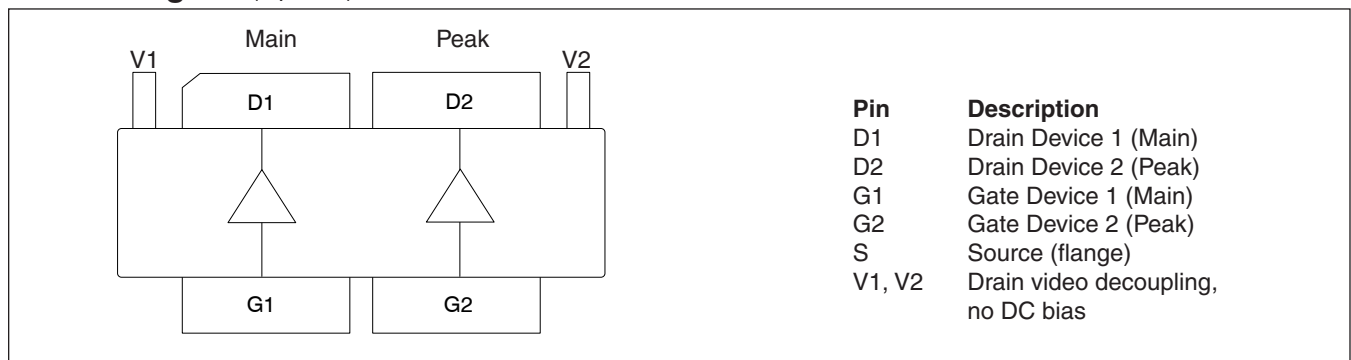 Main Peak
V1 V2
D1 D2
G1 G2
Pin Description
D1 Drain Device 1 (Main)
D2 Drain Device 2 (Peak)
G1 Gate Device 1 (Main)
G2 Gate Device 2 (Peak)
S Source (flange)
V1, V2 Drain video decoupling,
no DC bias